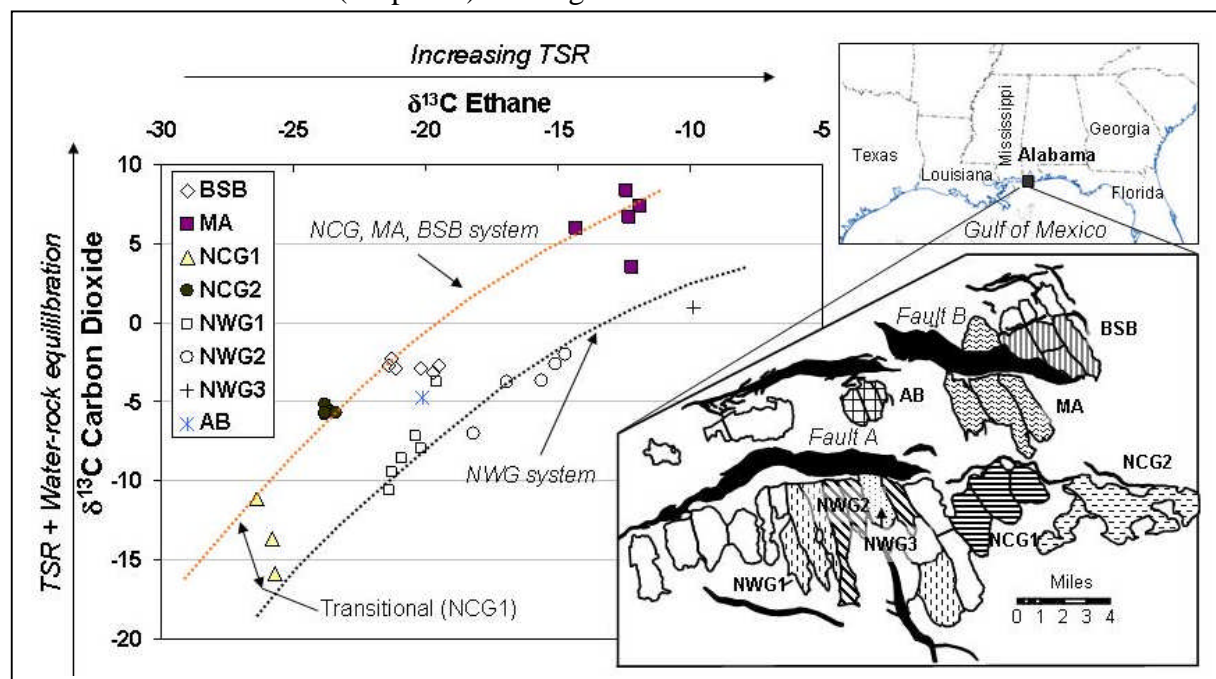 Increasing TSR
δ¹³C Ethane
-30 -25 -20 -15 -10 -5
10
5
0
-5
-10
-15
-20
TSR + Water-rock equilibration
δ¹³C Carbon Dioxide
BSB
MA
NCG1
NCG2
NWG1
NWG2
NWG3
AB
NCG, MA, BSB system
NWG system
Transitional (NCG1)
Texas
Louisiana
Mississippi
Alabama
Georgia
Florida
Gulf of Mexico
Fault B
BSB
AB
MA
Fault A
NCG2
NWG2
NCG1
NWG3
NWG1
Miles
0 1 2 3 4